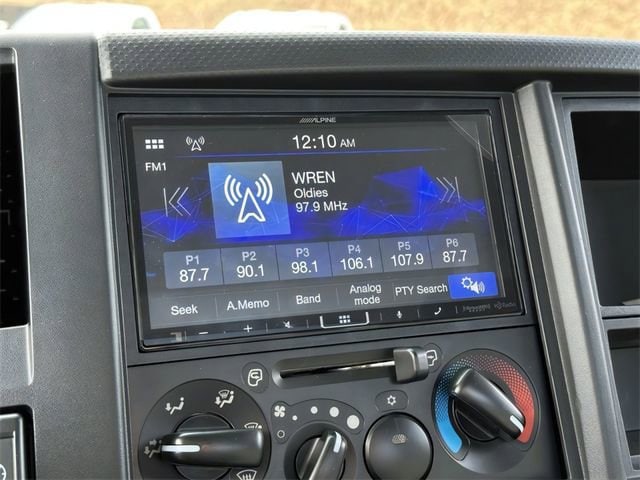 ALPINE
12:10 AM
FM1
WREN
Oldies
97.9 MHz
P1 P2 P3 P4 P5 P6
87.7 90.1 98.1 106.1 107.9 87.7
Seek A.Memo Band Analog mode PTY Search